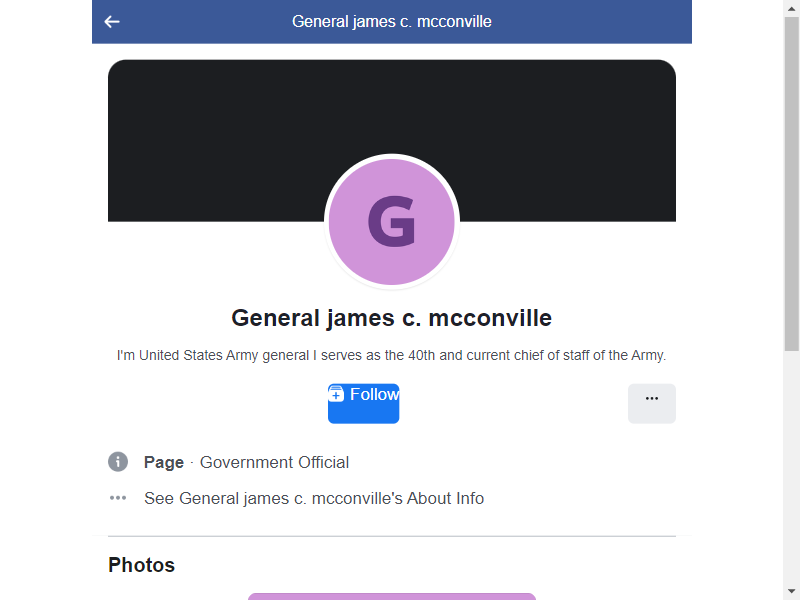 General james c. mcconville
G
General james c. mcconville
I'm United States Army general I serves as the 40th and current chief of staff of the Army.
Follow
Page · Government Official
See General james c. mcconville's About Info
Photos